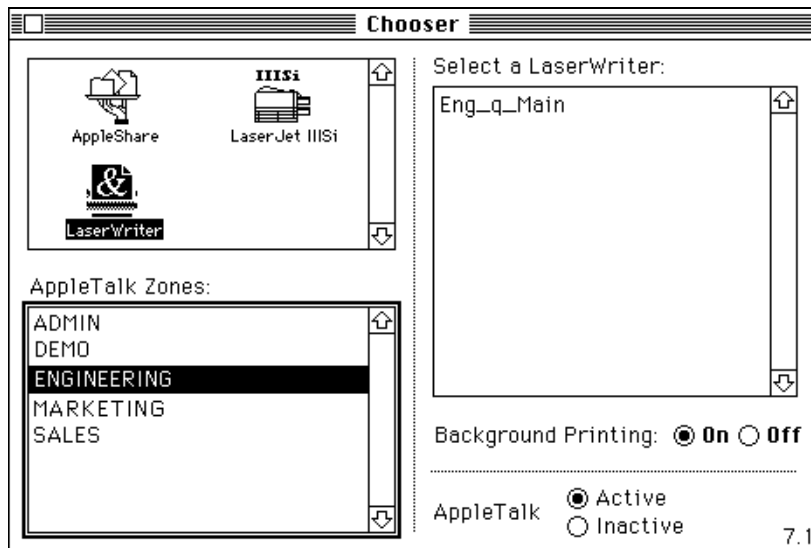 Chooser
AppleShare
IIISi
LaserJet IIISi
&
LaserWriter
AppleTalk Zones:
ADMIN
DEMO
ENGINEERING
MARKETING
SALES
Select a LaserWriter:
Eng_q_Main
Background Printing: On Off
AppleTalk Active
Inactive
7.1